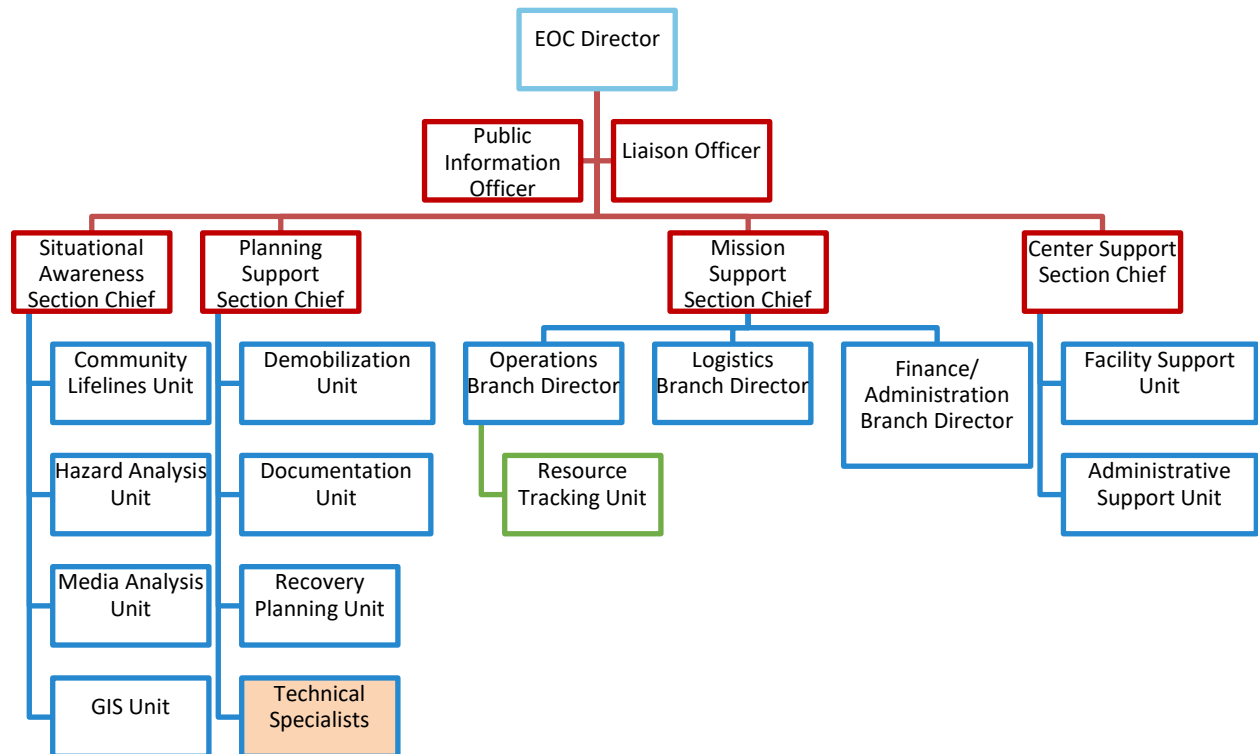 EOC Director
Public
Information
Officer
Liaison Officer
Situational
Awareness
Section Chief
Planning
Support
Section Chief
Mission
Support
Section Chief
Center Support
Section Chief
Community
Lifelines Unit
Demobilization
Unit
Operations
Branch Director
Logistics
Branch Director
Finance/
Administration
Branch Director
Facility Support
Unit
Hazard Analysis
Unit
Documentation
Unit
Resource
Tracking Unit
Administrative
Support Unit
Media Analysis
Unit
Recovery
Planning Unit
GIS Unit
Technical
Specialists